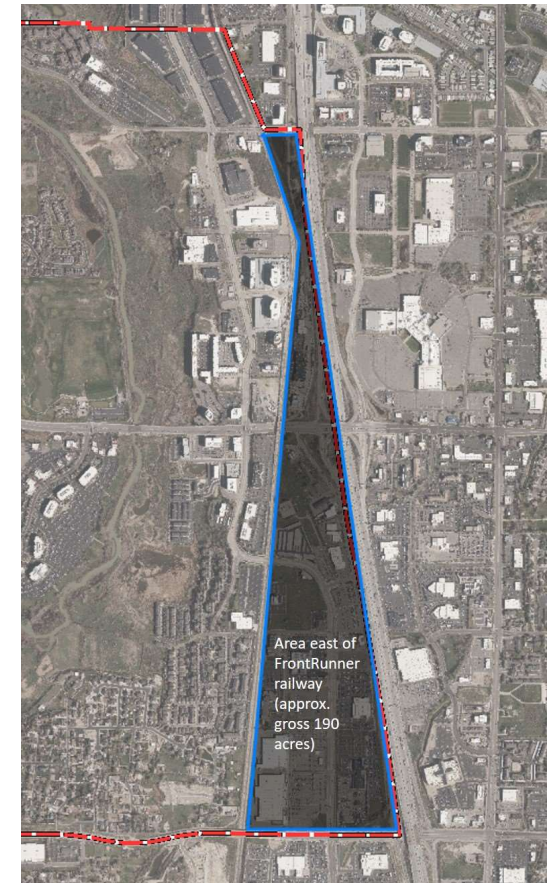 Area east of
FrontRunner
railway
(approx.
gross 190
acres)